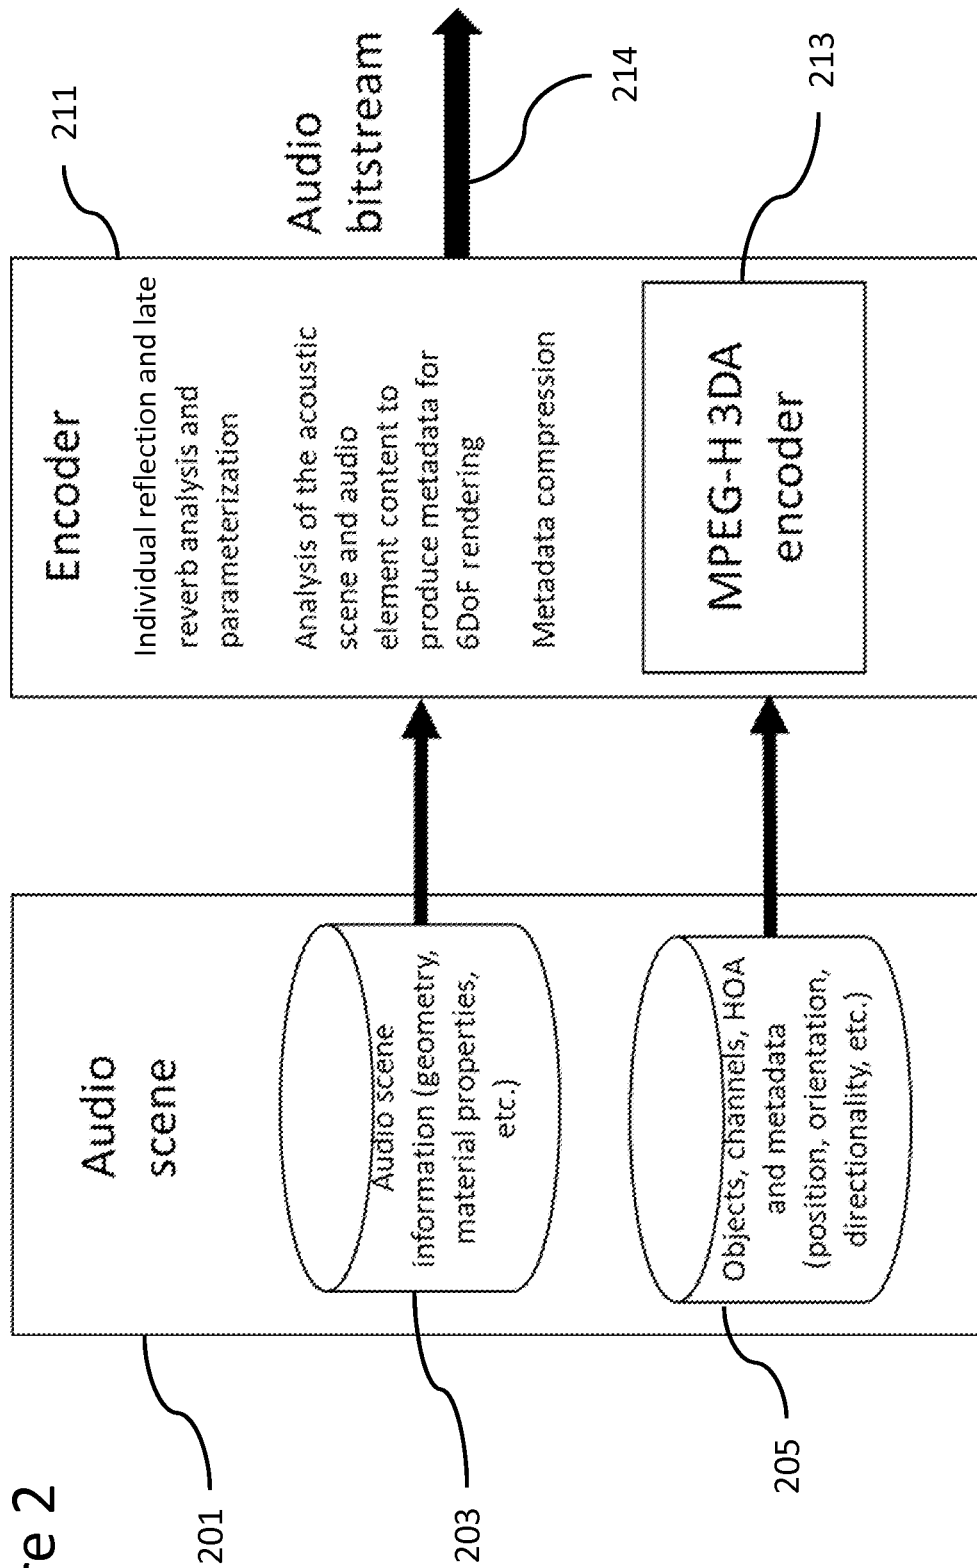 re 2
201
203
205
Audio
scene
Audio scene
information (geometry,
material properties,
etc.)
Objects, channels, HOA
and metadata
(position, orientation,
directionality, etc.)
Encoder
Individual reflection and late
reverb analysis and
parameterization
Analysis of the acoustic
scene and audio
element content to
produce metadata for
6DoF rendering
Metadata compression
MPEG-H 3DA
encoder
211
Audio
bitstream
214
213